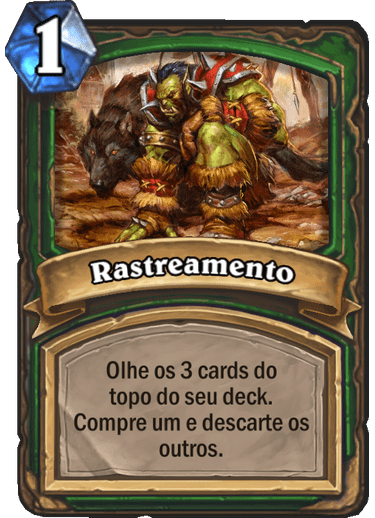 1
Rastreamento
Olhe os 3 cards do
topo do seu deck.
Compre um e descarte os
outros.